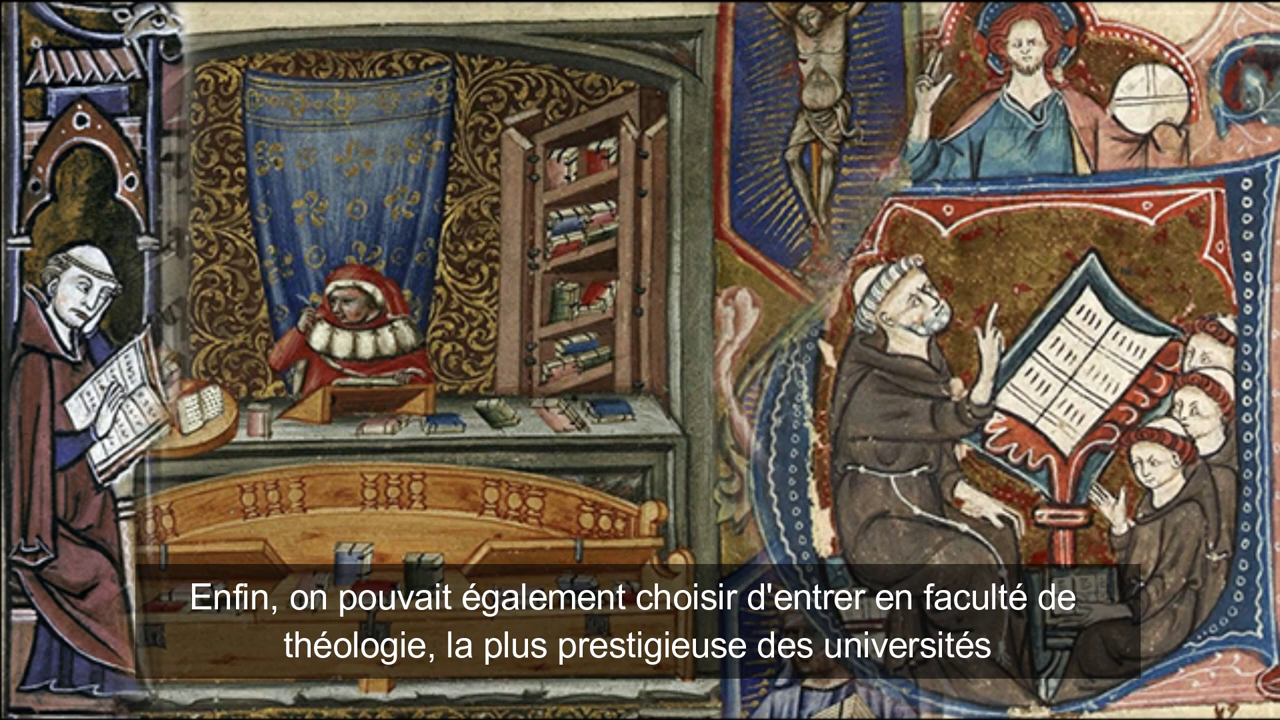 Enfin, on pouvait également choisir d'entrer en faculté de
théologie, la plus prestigieuse des universités